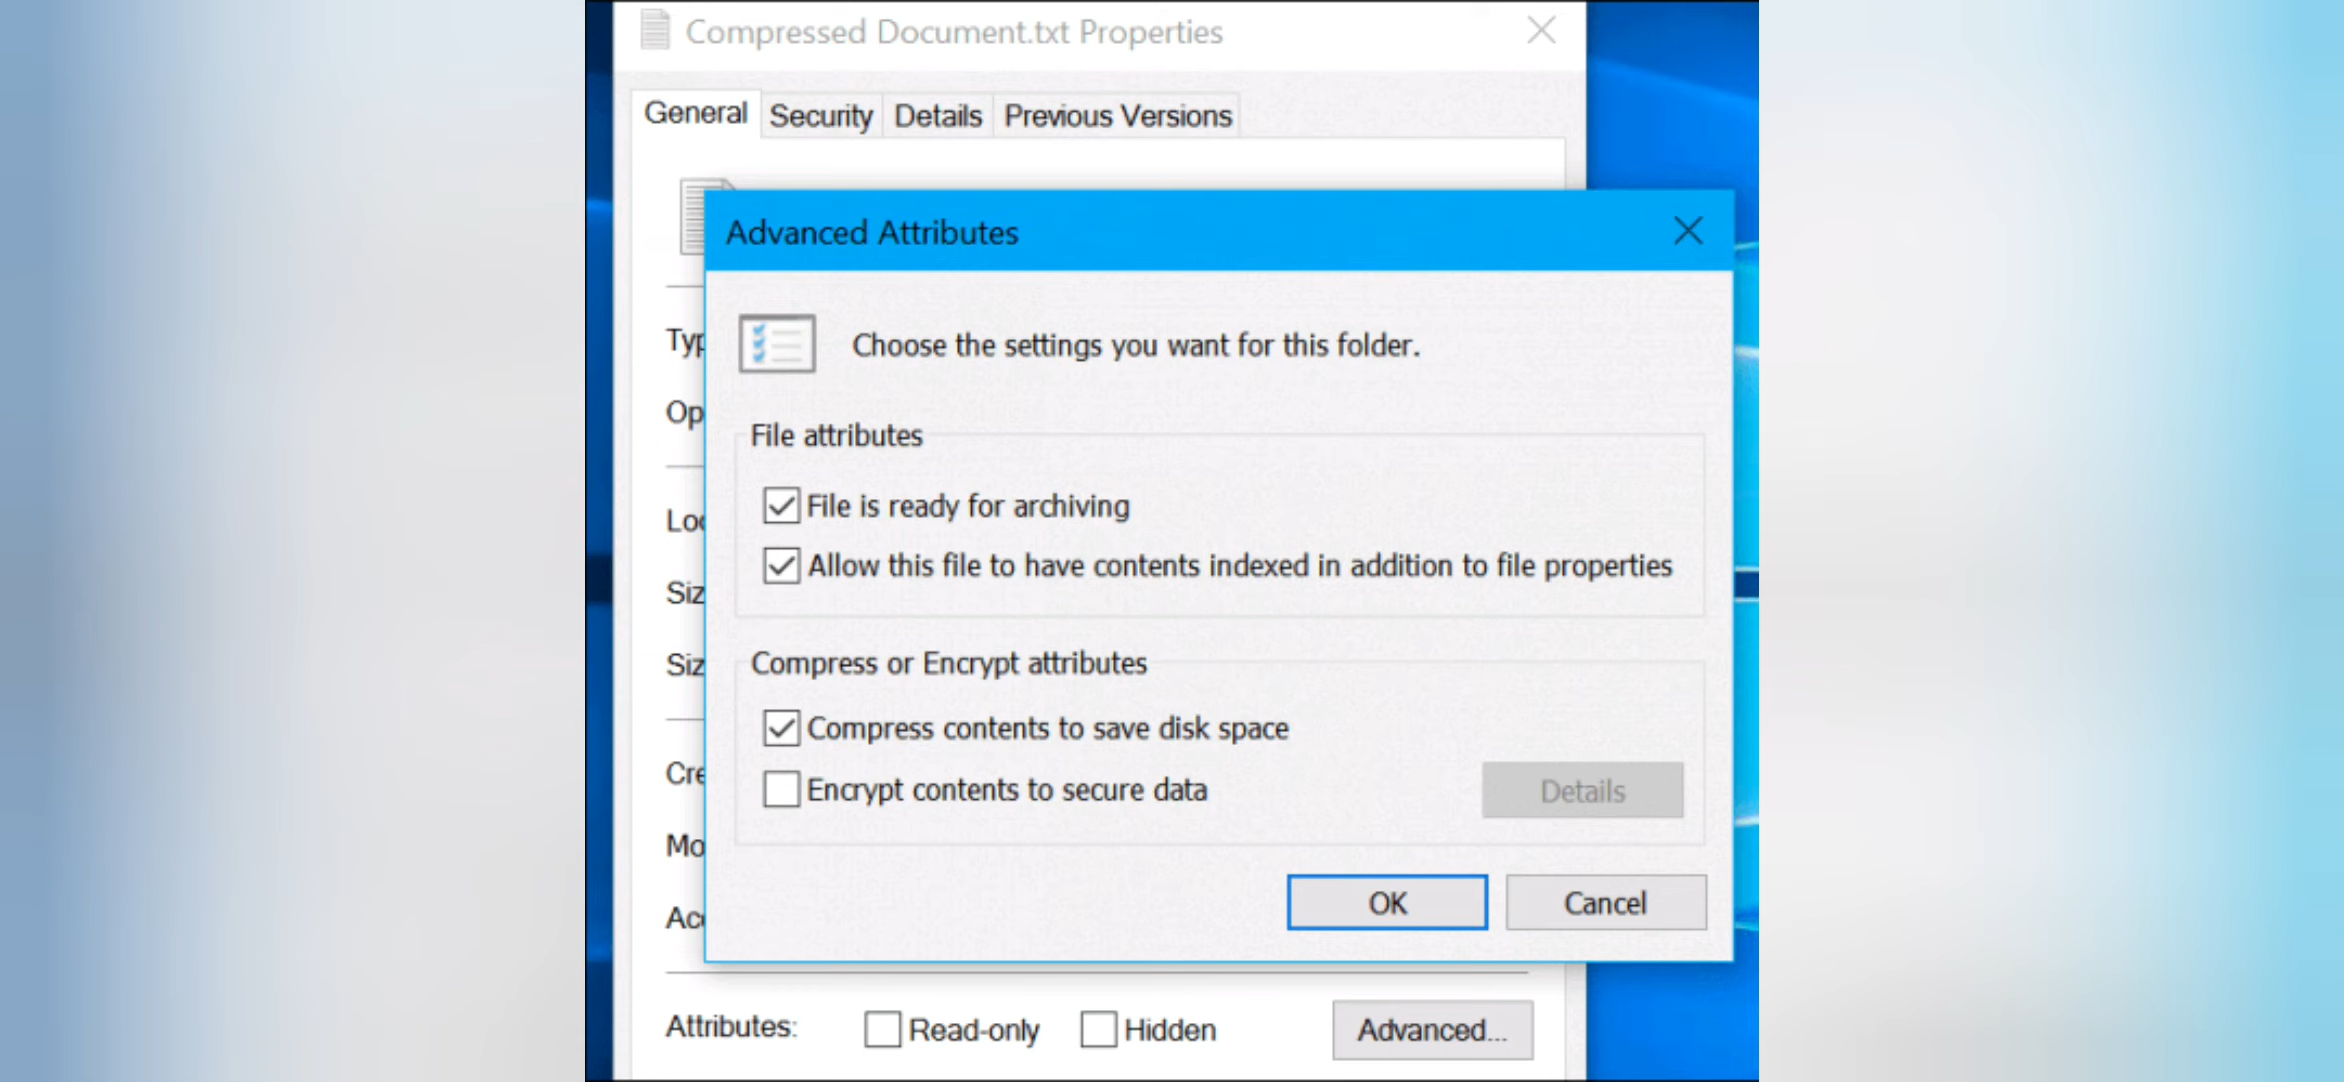 Compressed Document.txt Properties
General Security Details Previous Versions
Advanced Attributes
Choose the settings you want for this folder.
File attributes
File is ready for archiving
Allow this file to have contents indexed in addition to file properties
Compress or Encrypt attributes
Compress contents to save disk space
Encrypt contents to secure data
Details
OK Cancel
Attributes: Read-only Hidden Advanced...